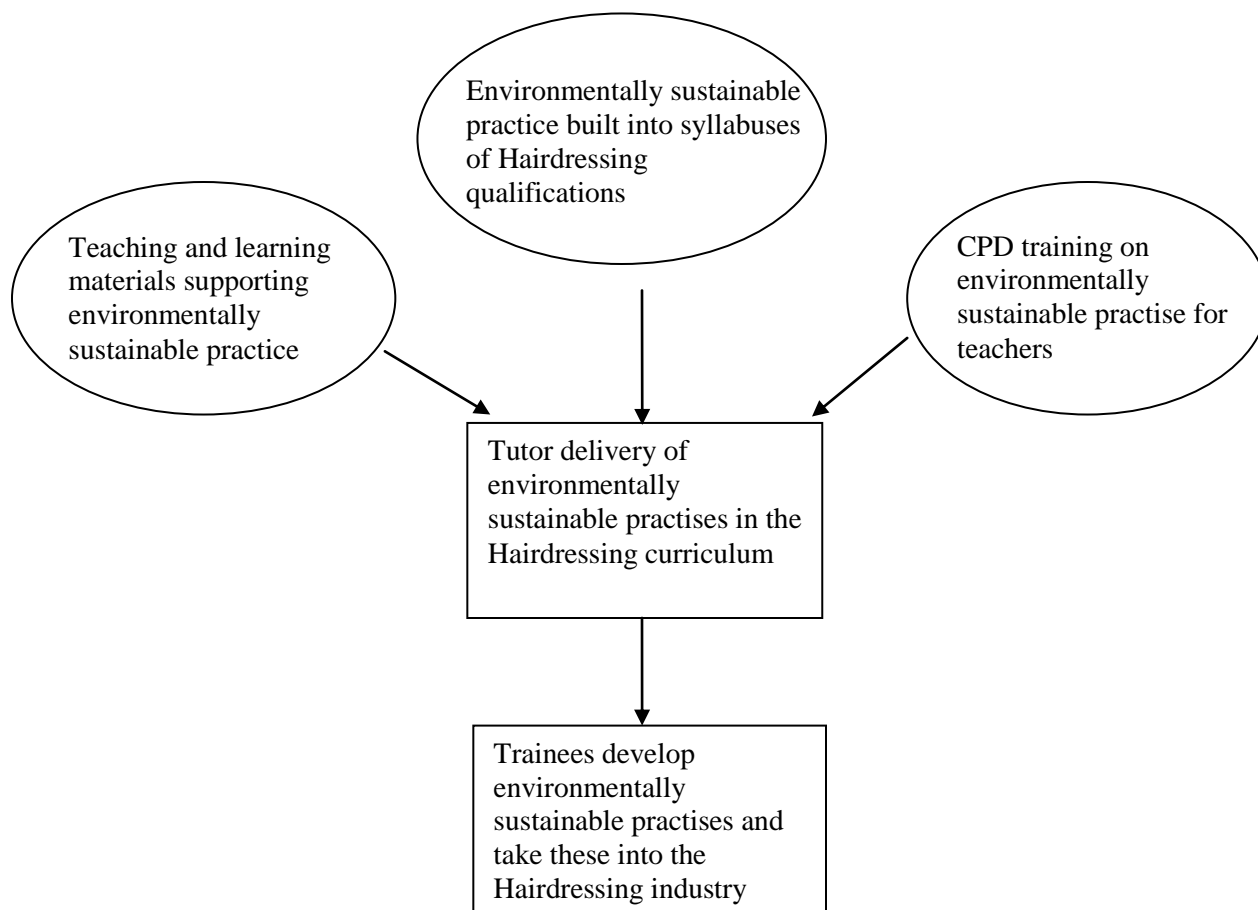 Environmentally sustainable
practice built into syllabuses
of Hairdressing
qualifications
Teaching and learning
materials supporting
environmentally
sustainable practice
CPD training on
environmentally
sustainable practise for
teachers
Tutor delivery of
environmentally
sustainable practises in the
Hairdressing curriculum
Trainees develop
environmentally
sustainable practises and
take these into the
Hairdressing industry